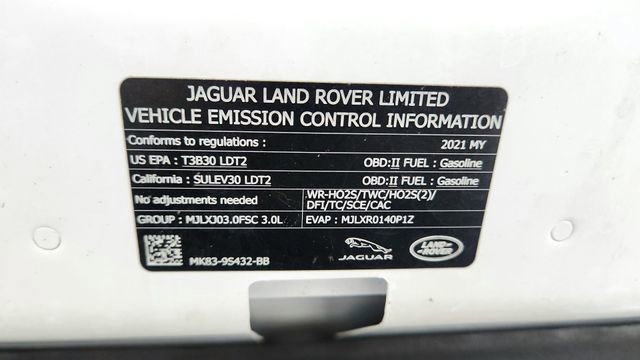 JAGUAR LAND ROVER LIMITED
VEHICLE EMISSION CONTROL INFORMATION
Conforms to regulations : 2021 MY
US EPA : T3B30 LDT2 OBD:II FUEL : Gasoline
California : SULEV30 LDT2 OBD:II FUEL : Gasoline
No adjustments needed
WR-HO2S/TWC/HO2S(2)/
DFI/TC/SCE/CAC
GROUP : MJLXJ03.0FSC 3.0L EVAP : MJLXR0140P1Z
MK83-9S432-BB
JAGUAR
LAND-
ROVER